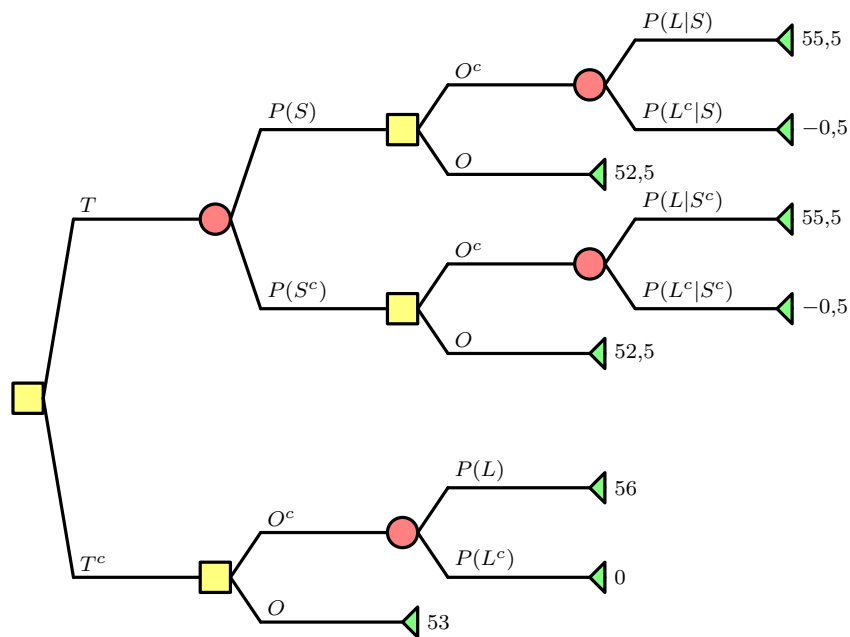 P(L|S)
55,5
O^c
P(S)
P(L^c|S)
−0,5
O
52,5
T
P(L|S^c)
55,5
O^c
P(S^c)
P(L^c|S^c)
−0,5
O
52,5
P(L)
56
O^c
T^c
P(L^c)
0
O
53